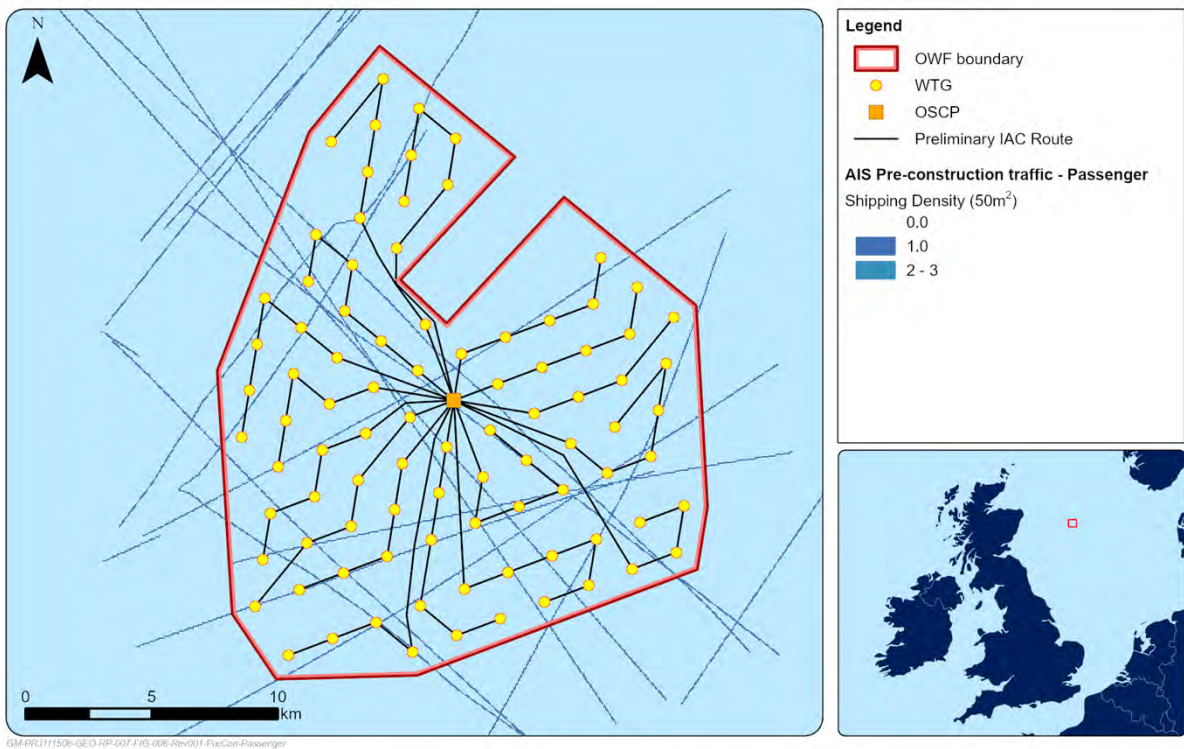 N
0 5 10
km
GM-PRJ111506-GEO-RP-007-FIG-006-Rev001-PreCon-Passenger
Legend
OWF boundary
WTG
OSCP
Preliminary IAC Route
AIS Pre-construction traffic - Passenger
Shipping Density (50m²)
0.0
1.0
2 - 3